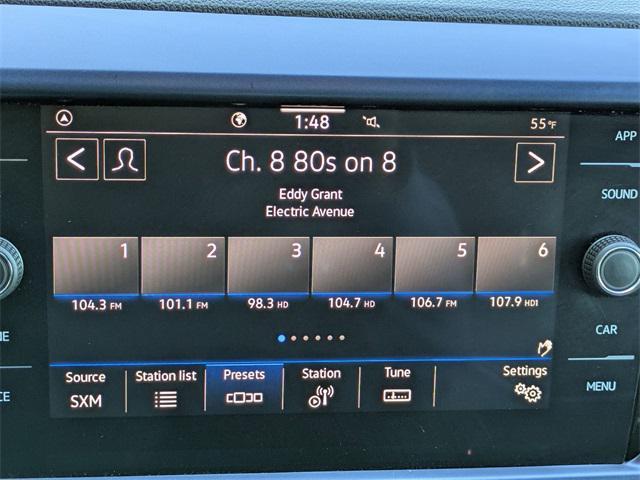 1:48
55°F
APP
Ch. 8 80s on 8
SOUND
Eddy Grant
Electric Avenue
1 2 3 4 5 6
104.3 FM 101.1 FM 98.3 HD 104.7 HD 106.7 FM 107.9 HD1
CAR
Source Station list Presets Station Tune Settings
SXM
MENU